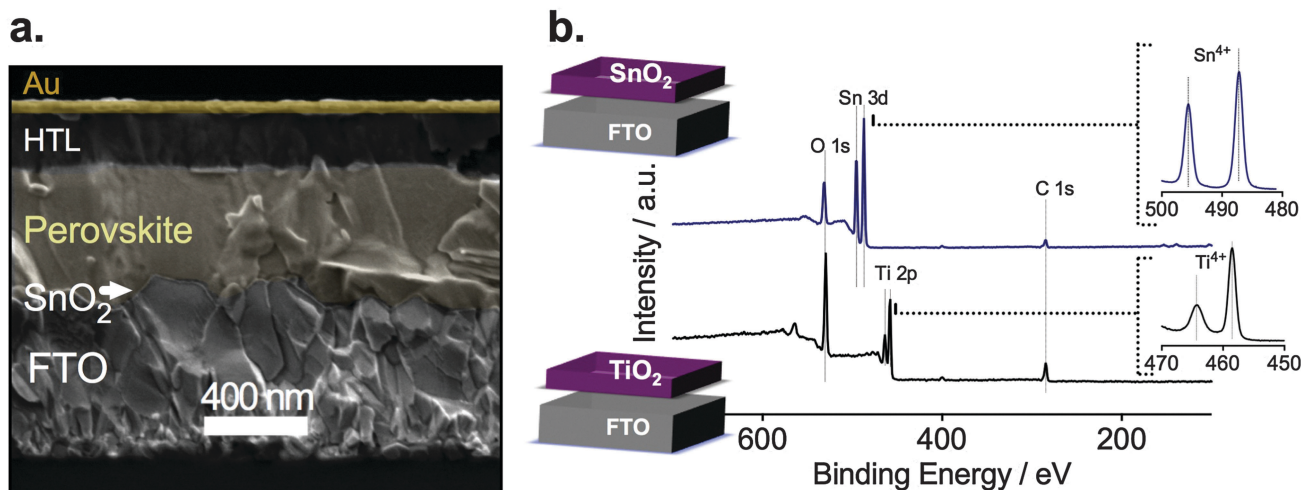 a.
Au
HTL
Perovskite
SnO₂
FTO
400 nm
b.
SnO₂
FTO
Sn 3d
O 1s
C 1s
Ti 2p
Sn⁴⁺
500 490 480
Ti⁴⁺
470 460 450
TiO₂
FTO
Intensity / a.u.
600 400 200
Binding Energy / eV